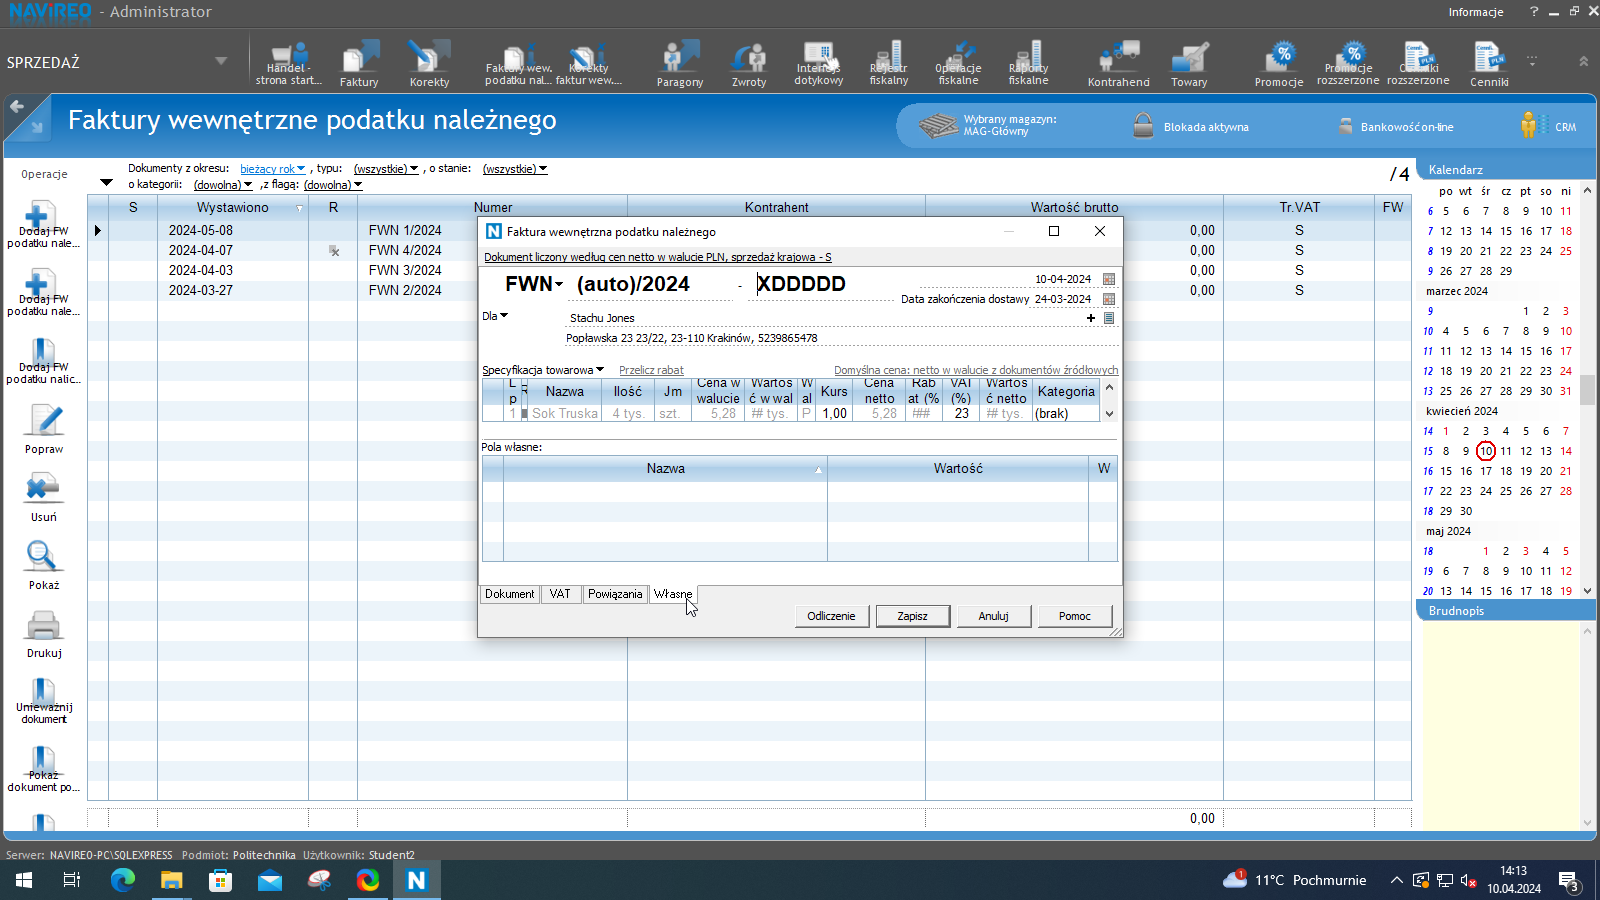 NAVIREO - Administrator
Informacje
?
SPRZEDAŻ
Handel - strona start...
Faktury
Korekty
Faktury wew. podatku nal...
Korekty faktur wew....
Paragony
Zwroty
Interfejs dotykowy
Rejestr fiskalny
Operacje fiskalne
Raporty fiskalne
Kontrahenci
Towary
Promocje
Promocje rozszerzone
Cenniki rozszerzone
Cenniki
Faktury wewnętrzne podatku należnego
Wybrany magazyn:
MAG-Główny
Blokada aktywna
Bankowość on-line
CRM
Operacje
Dodaj FW podatku nale...
Dodaj FW podatku nale...
Dodaj FW podatku nalic...
Popraw
Usuń
Pokaż
Drukuj
Unieważnij dokument
Pokaż dokument po...
Dokumenty z okresu: bieżący rok , typu: (wszystkie) , o stanie: (wszystkie)
o kategorii: (dowolna) ,z flagą: (dowolna)
/ 4
S Wystawiono R Numer Kontrahent Wartość brutto Tr.VAT FW
2024-05-08 FWN 1/2024 0,00 S
2024-04-07 FWN 4/2024 0,00 S
2024-04-03 FWN 3/2024 0,00 S
2024-03-27 FWN 2/2024 0,00 S
0,00
Faktura wewnętrzna podatku należnego
Dokument liczony według cen netto w walucie PLN, sprzedaż krajowa - S
FWN (auto)/2024 - XDDDDD
10-04-2024
Data zakończenia dostawy 24-03-2024
Dla
Stachu Jones
Popławska 23 23/22, 23-110 Krakinów, 5239865478
Specyfikacja towarowa Przelicz rabat
Domyślna cena: netto w walucie z dokumentów źródłowych
Lp R Nazwa Ilość Jm Cena w walucie Wartość w wal Wal Kurs Cena netto Rabat (% VAT (%) Wartość netto Kategoria
1 Sok Truska 4 tys. szt. 5,28 ## tys. P 1,00 5,28 ### 23 ## tys. (brak)
Pola własne:
Nazwa Wartość W
Dokument VAT Powiązania Własne
Odliczenie Zapisz Anuluj Pomoc
Kalendarz
po wt śr cz pt so ni
6 5 6 7 8 9 10 11
7 12 13 14 15 16 17 18
8 19 20 21 22 23 24 25
9 26 27 28 29
marzec 2024
9 1 2 3
10 4 5 6 7 8 9 10
11 11 12 13 14 15 16 17
12 18 19 20 21 22 23 24
13 25 26 27 28 29 30 31
kwiecień 2024
14 1 2 3 4 5 6 7
15 8 9 10 11 12 13 14
16 15 16 17 18 19 20 21
17 22 23 24 25 26 27 28
18 29 30
maj 2024
18 1 2 3 4 5
19 6 7 8 9 10 11 12
20 13 14 15 16 17 18 19
Brudnopis
Serwer: NAVIREO-PC\SQLEXPRESS Podmiot: Politechnika Użytkownik: Student2
1
11°C Pochmurnie
14:13
10.04.2024
3